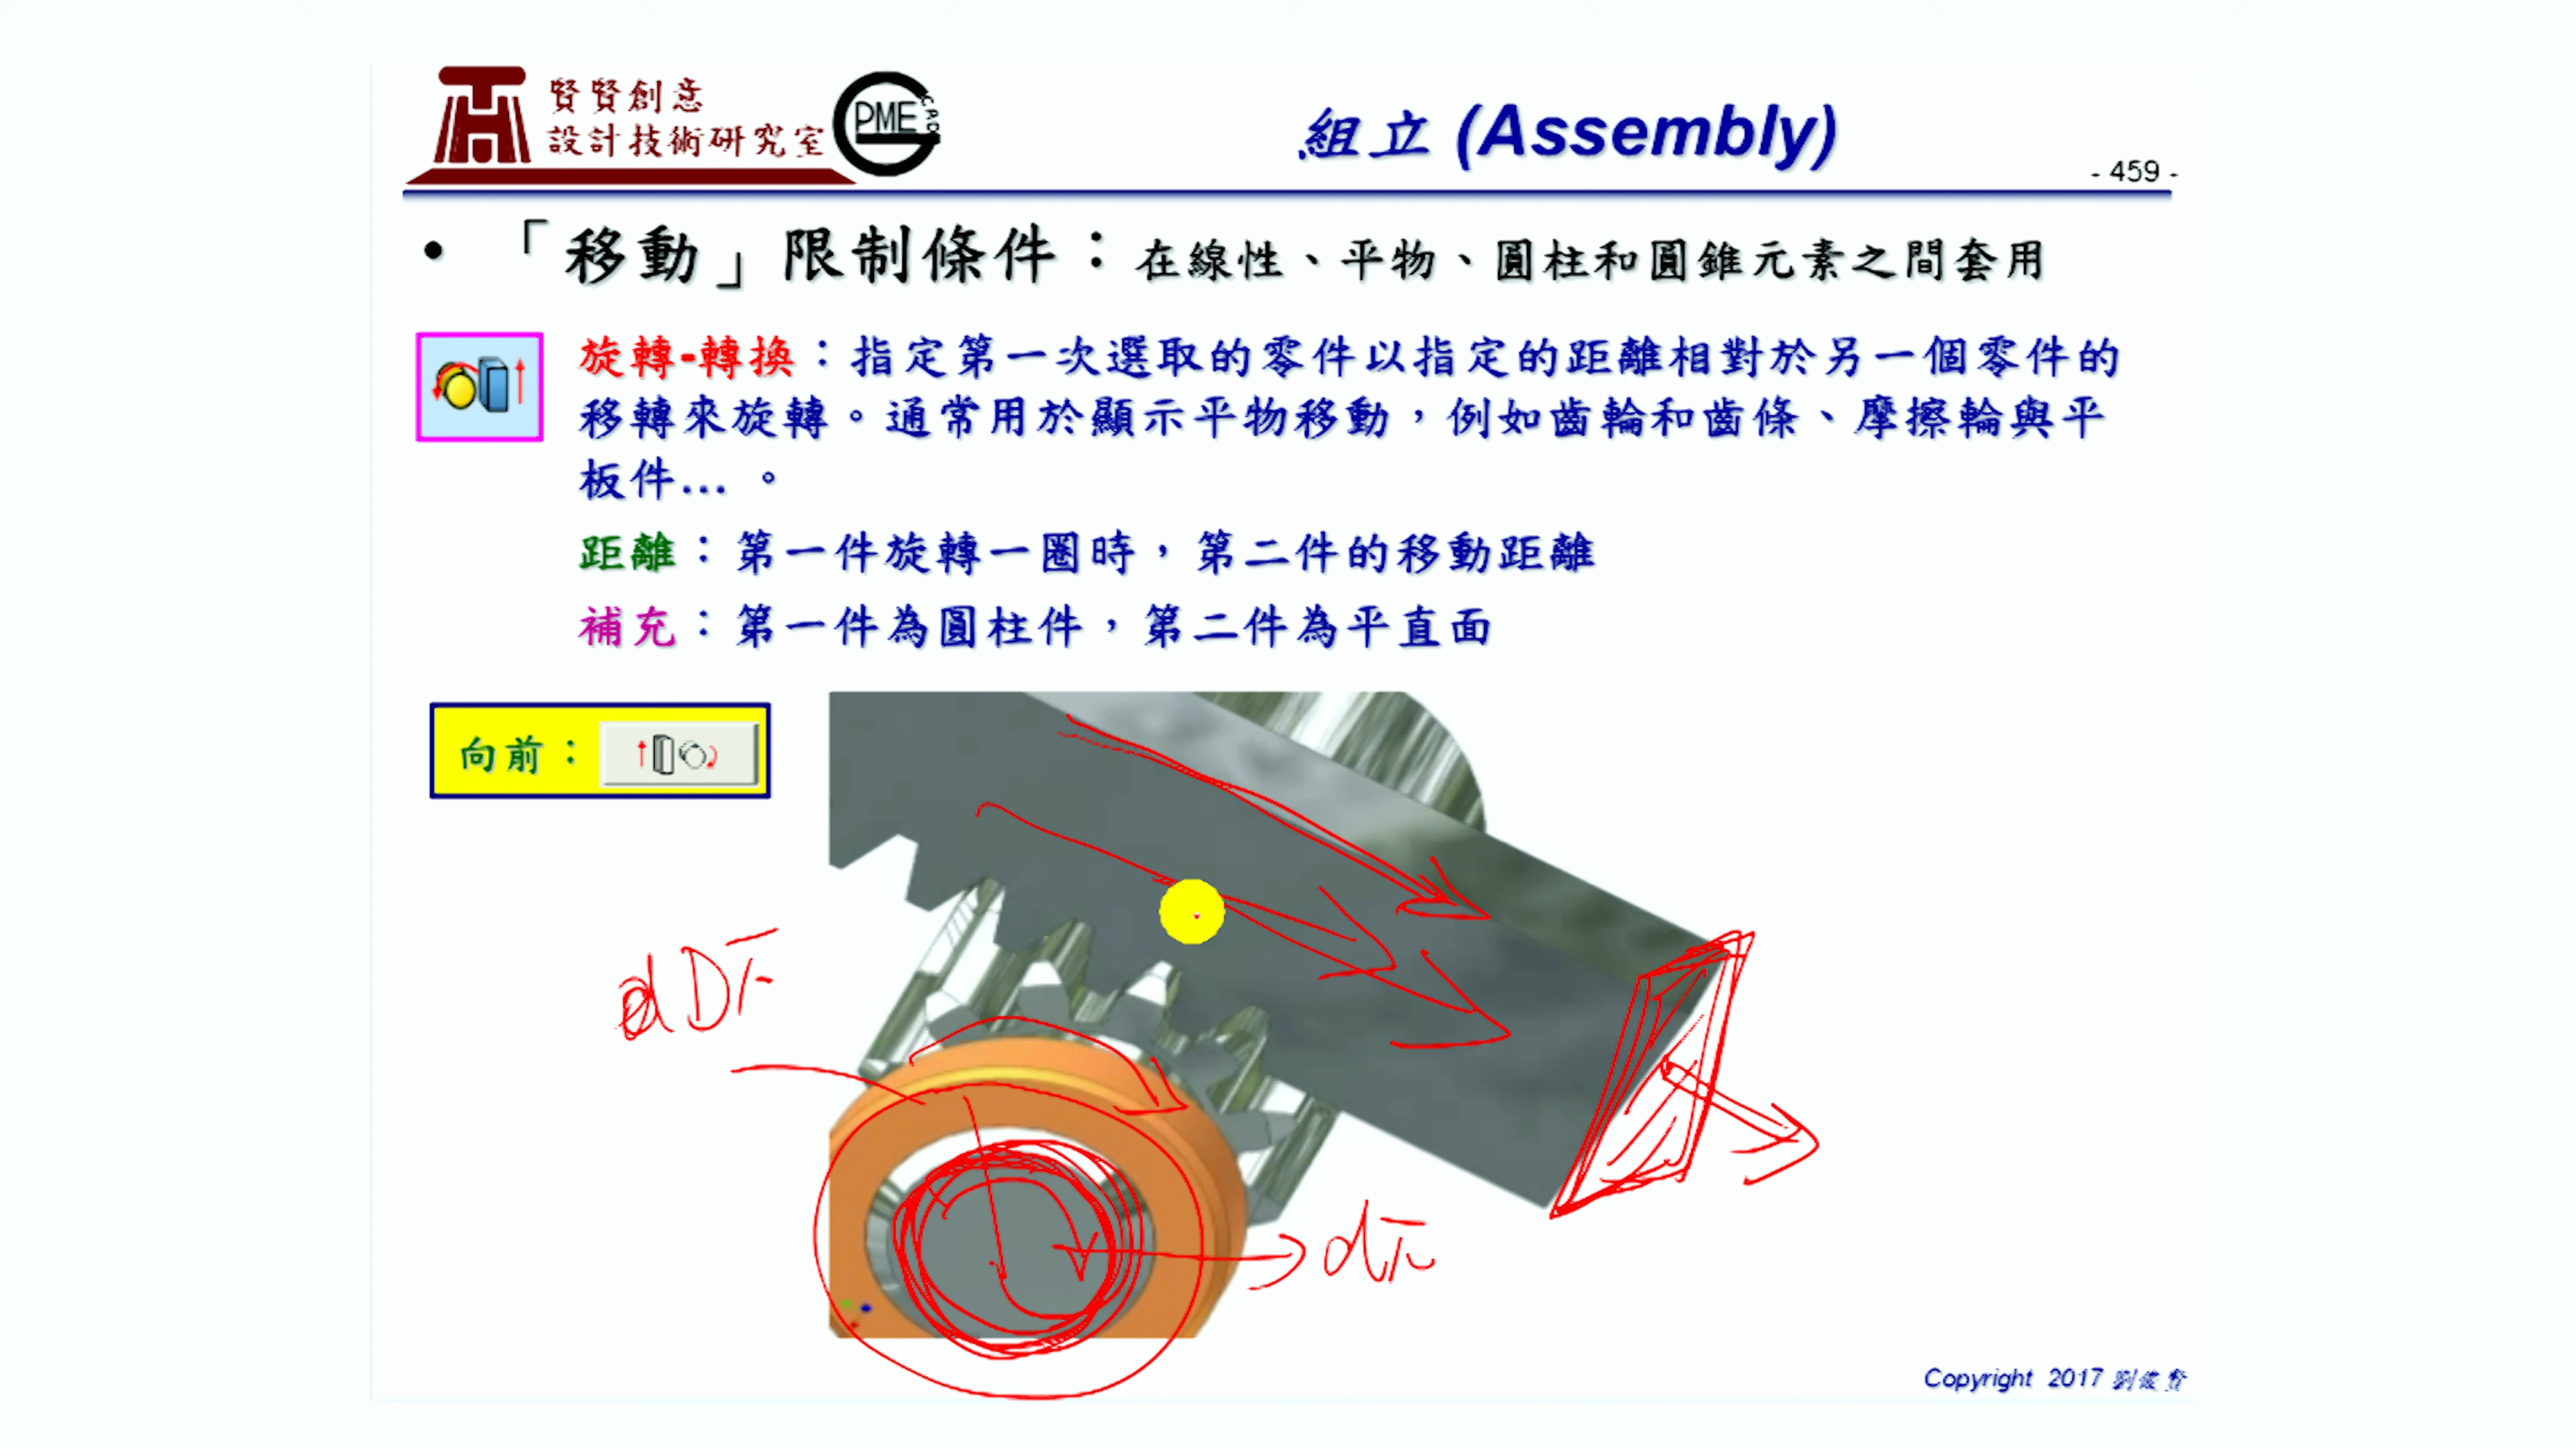 賢賢創意
設計技術研究室
PME
CAD
組立 (Assembly)
- 459 -
• 「移動」限制條件：在線性、平物、圓柱和圓錐元素之間套用
旋轉-轉換：指定第一次選取的零件以指定的距離相對於另一個零件的
移轉來旋轉。通常用於顯示平物移動，例如齒輪和齒條、摩擦輪與平
板件... 。
距離：第一件旋轉一圈時，第二件的移動距離
補充：第一件為圓柱件，第二件為平直面
向前：
dπ
Copyright 2017 劉俊賢